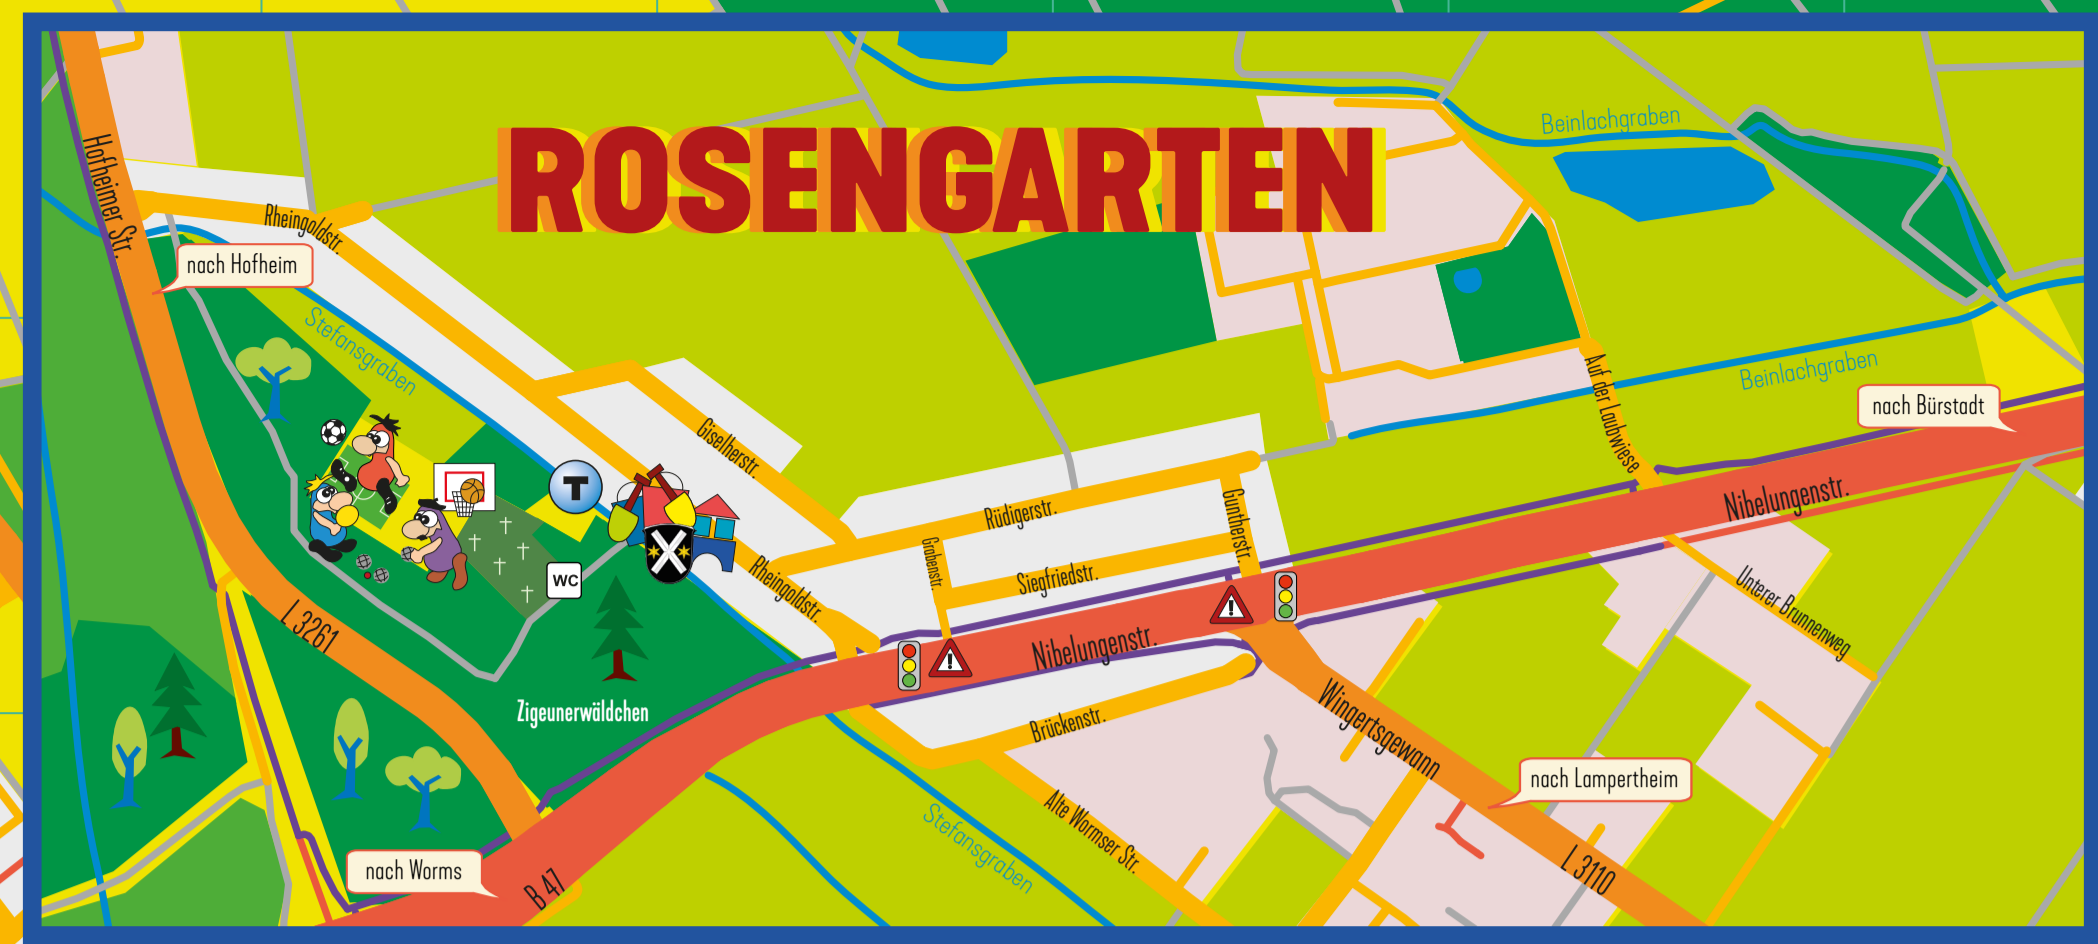 ROSENGARTEN
Beinlachgraben
Hofheimer Str.
Rheingoldstr.
nach Hofheim
Stefansgraben
Beinlachgraben
Auf der Laubwiese
nach Bürstadt
Giselherstr.
T
Rüdigerstr.
Guntherstr.
Nibelungenstr.
Grabenstr.
Siegfriedstr.
Rheingoldstr.
WC
Unterer Brunnenweg
L 3261
Nibelungenstr.
Zigeunerwäldchen
Brückenstr.
Wingertsgewann
nach Lampertheim
Alte Wormser Str.
Stefansgraben
nach Worms
B 47
L 3110